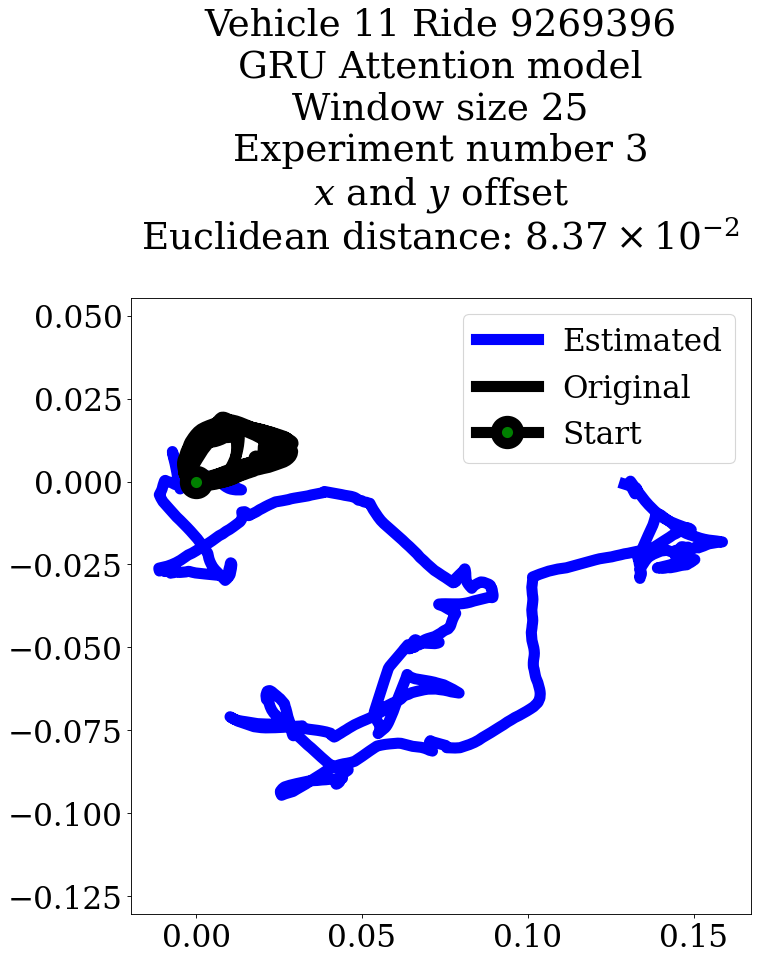 Vehicle 11 Ride 9269396
GRU Attention model
Window size 25
Experiment number 3
x and y offset
Euclidean distance: 8.37 × 10⁻²
Estimated
Original
Start
0.050
0.025
0.000
−0.025
−0.050
−0.075
−0.100
−0.125
0.00 0.05 0.10 0.15